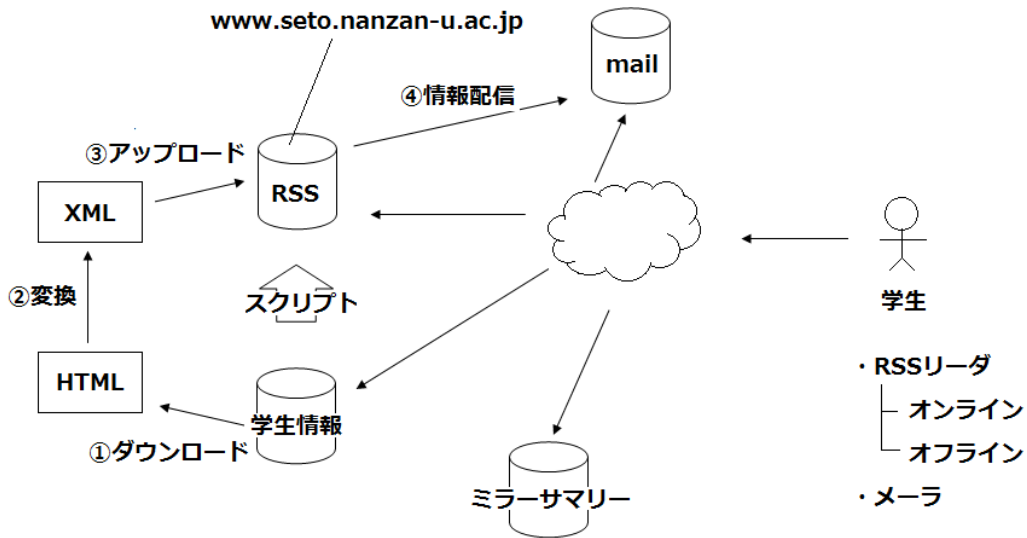 www.seto.nanzan-u.ac.jp
mail
④情報配信
③アップロード
RSS
XML
②変換
スクリプト
学生
HTML
学生情報
①ダウンロード
・RSSリーダ
オンライン
オフライン
ミラーサマリー
・メーラ